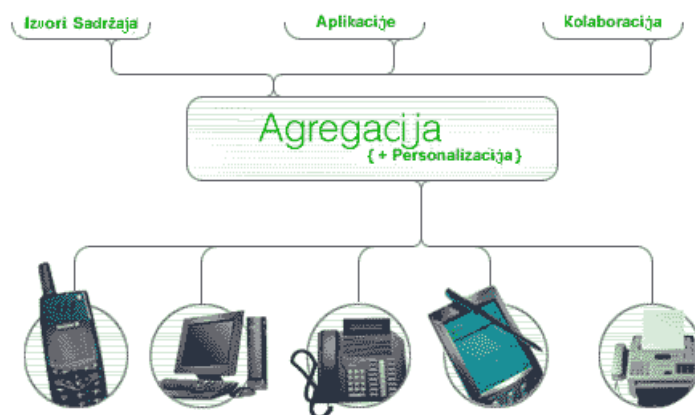 Izvori Sadržaja
Aplikacije
Kolaboracija
Agregacija
{ + Personalizacija }